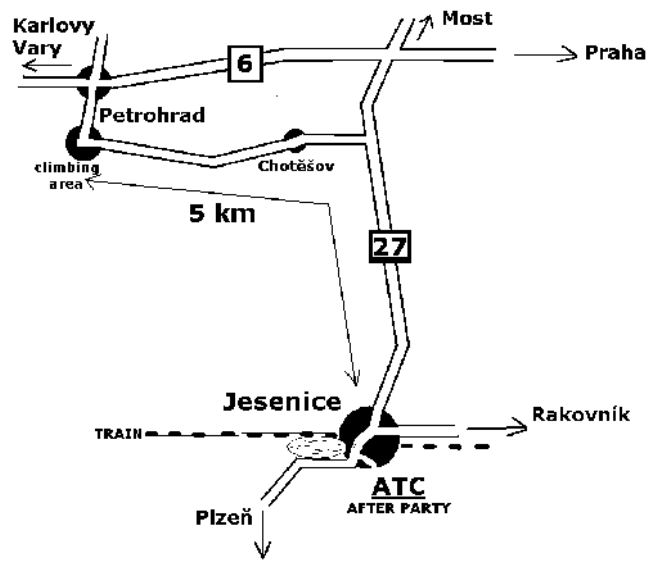 Karlovy
Vary
Most
6
Praha
Petrohrad
climbing
area
Chotěšov
5 km
27
Jesenice
Rakovník
TRAIN
ATC
AFTER PARTY
Plzeň